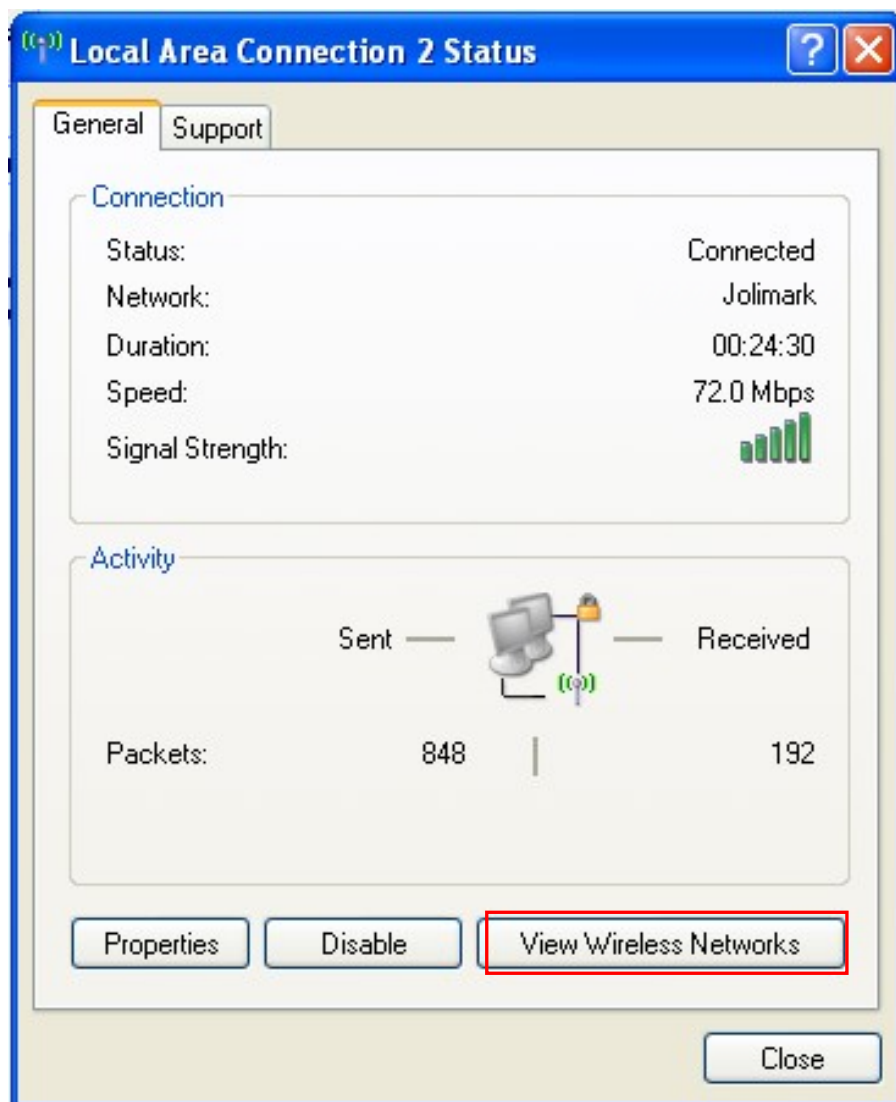 Local Area Connection 2 Status ?
General Support
Connection
Status: Connected
Network: Jolimark
Duration: 00:24:30
Speed: 72.0 Mbps
Signal Strength:
Activity
Sent Received
Packets: 848 192
Properties Disable View Wireless Networks
Close